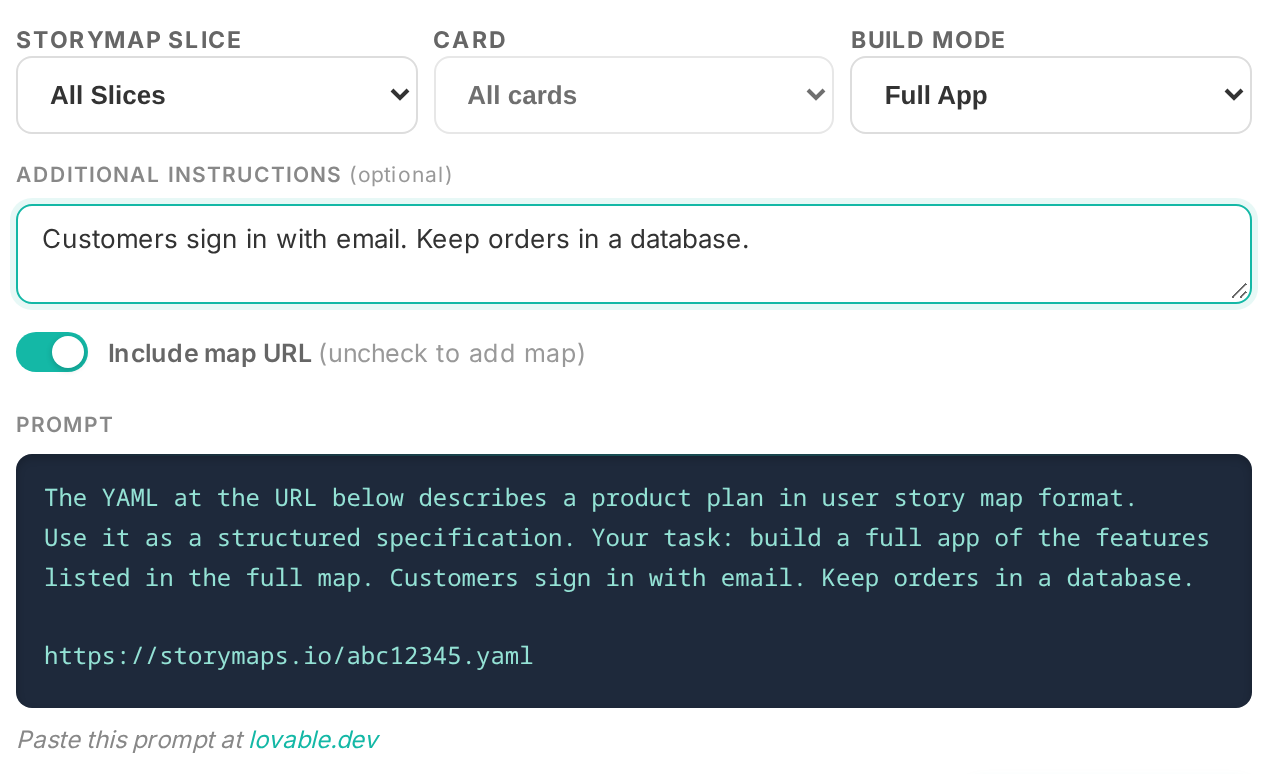 STORYMAP SLICE CARD BUILD MODE
All Slices All cards Full App
ADDITIONAL INSTRUCTIONS (optional)
Customers sign in with email. Keep orders in a database.
Include map URL (uncheck to add map)
PROMPT
The YAML at the URL below describes a product plan in user story map format.
Use it as a structured specification. Your task: build a full app of the features
listed in the full map. Customers sign in with email. Keep orders in a database.
https://storymaps.io/abc12345.yaml
Paste this prompt at lovable.dev